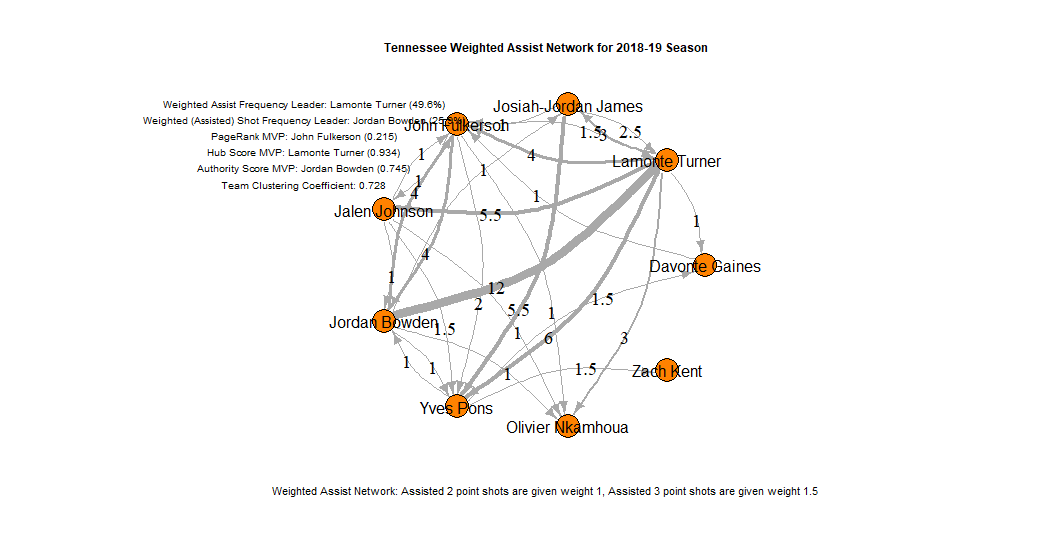 Tennessee Weighted Assist Network for 2018-19 Season
Weighted Assist Frequency Leader: Lamonte Turner (49.6%)
Weighted (Assisted) Shot Frequency Leader: Jordan Bowden
PageRank MVP: John Fulkerson (0.215)
Hub Score MVP: Lamonte Turner (0.934)
Authority Score MVP: Jordan Bowden (0.745)
Team Clustering Coefficient: 0.728
Josiah-Jordan James
John Fulkerson
1
1.5
3
2.5
4
Lamonte Turner
1
1
1
4
1
Jalen Johnson
5.5
1
4
Davonte Gaines
1
12
2
5.5
1.5
1
Jordan Bowden
1.5
1
6
3
1
1
1.5
Zach Kent
1
Yves Pons
Olivier Nkamhoua
Weighted Assist Network: Assisted 2 point shots are given weight 1, Assisted 3 point shots are given weight 1.5